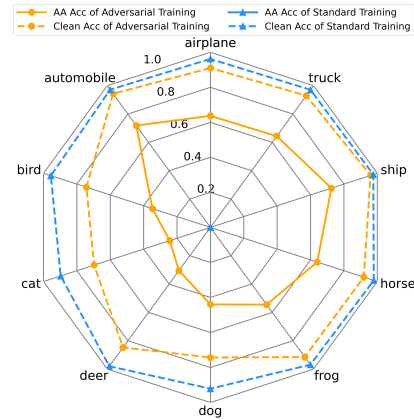 AA Acc of Adversarial Training
Clean Acc of Adversarial Training
AA Acc of Standard Training
Clean Acc of Standard Training
airplane
1.0
automobile
truck
0.8
0.6
bird
0.4
ship
0.2
cat
horse
deer
frog
dog